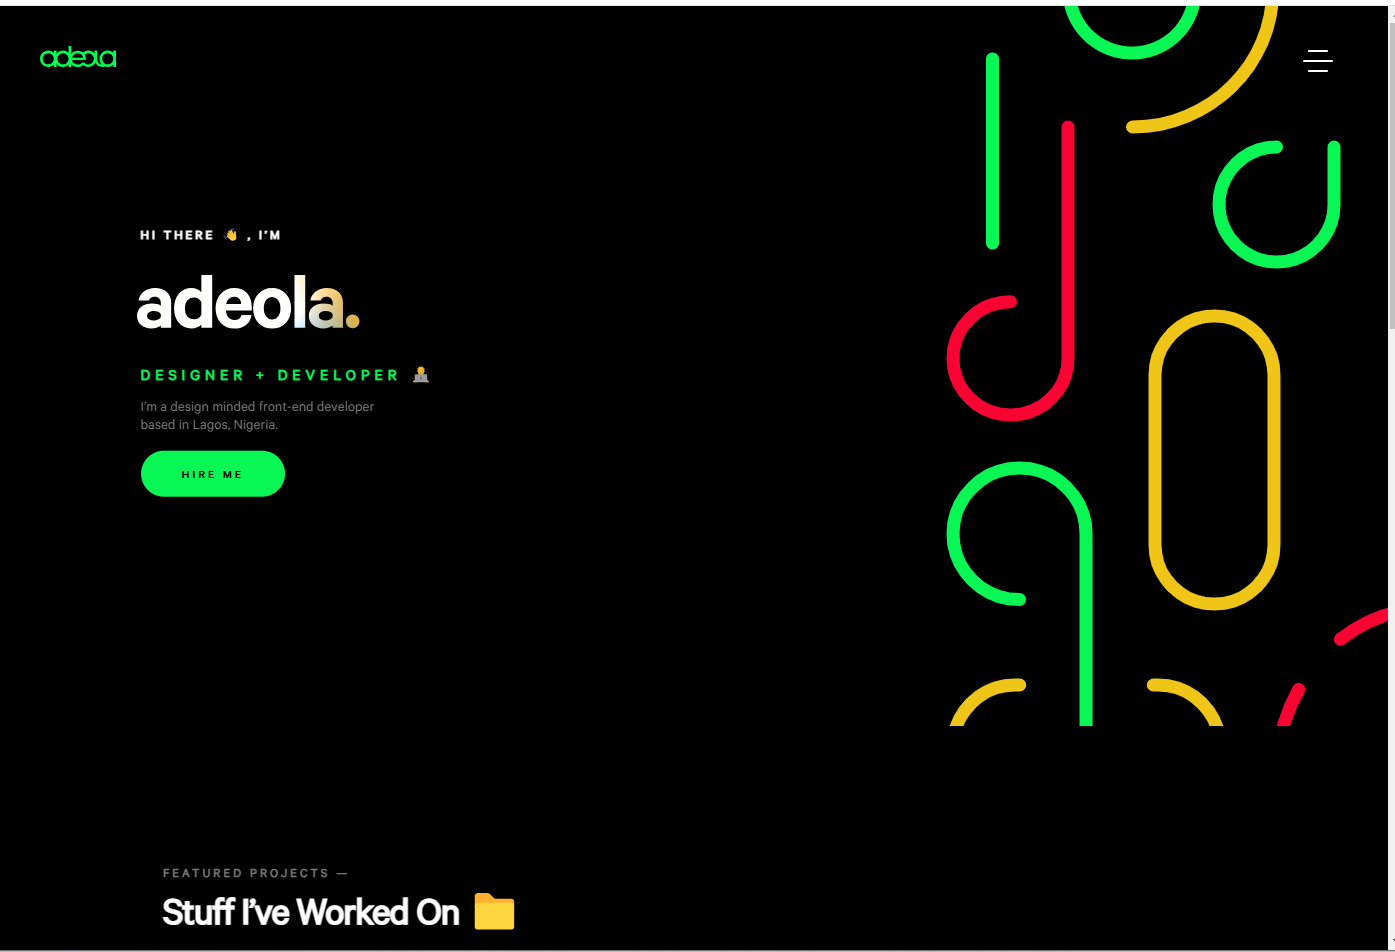 adeola
HI THERE 👋 , I'M
adeola.
DESIGNER + DEVELOPER 👨‍💻
I'm a design minded front-end developer
based in Lagos, Nigeria.
HIRE ME
FEATURED PROJECTS —
Stuff I've Worked On 📁